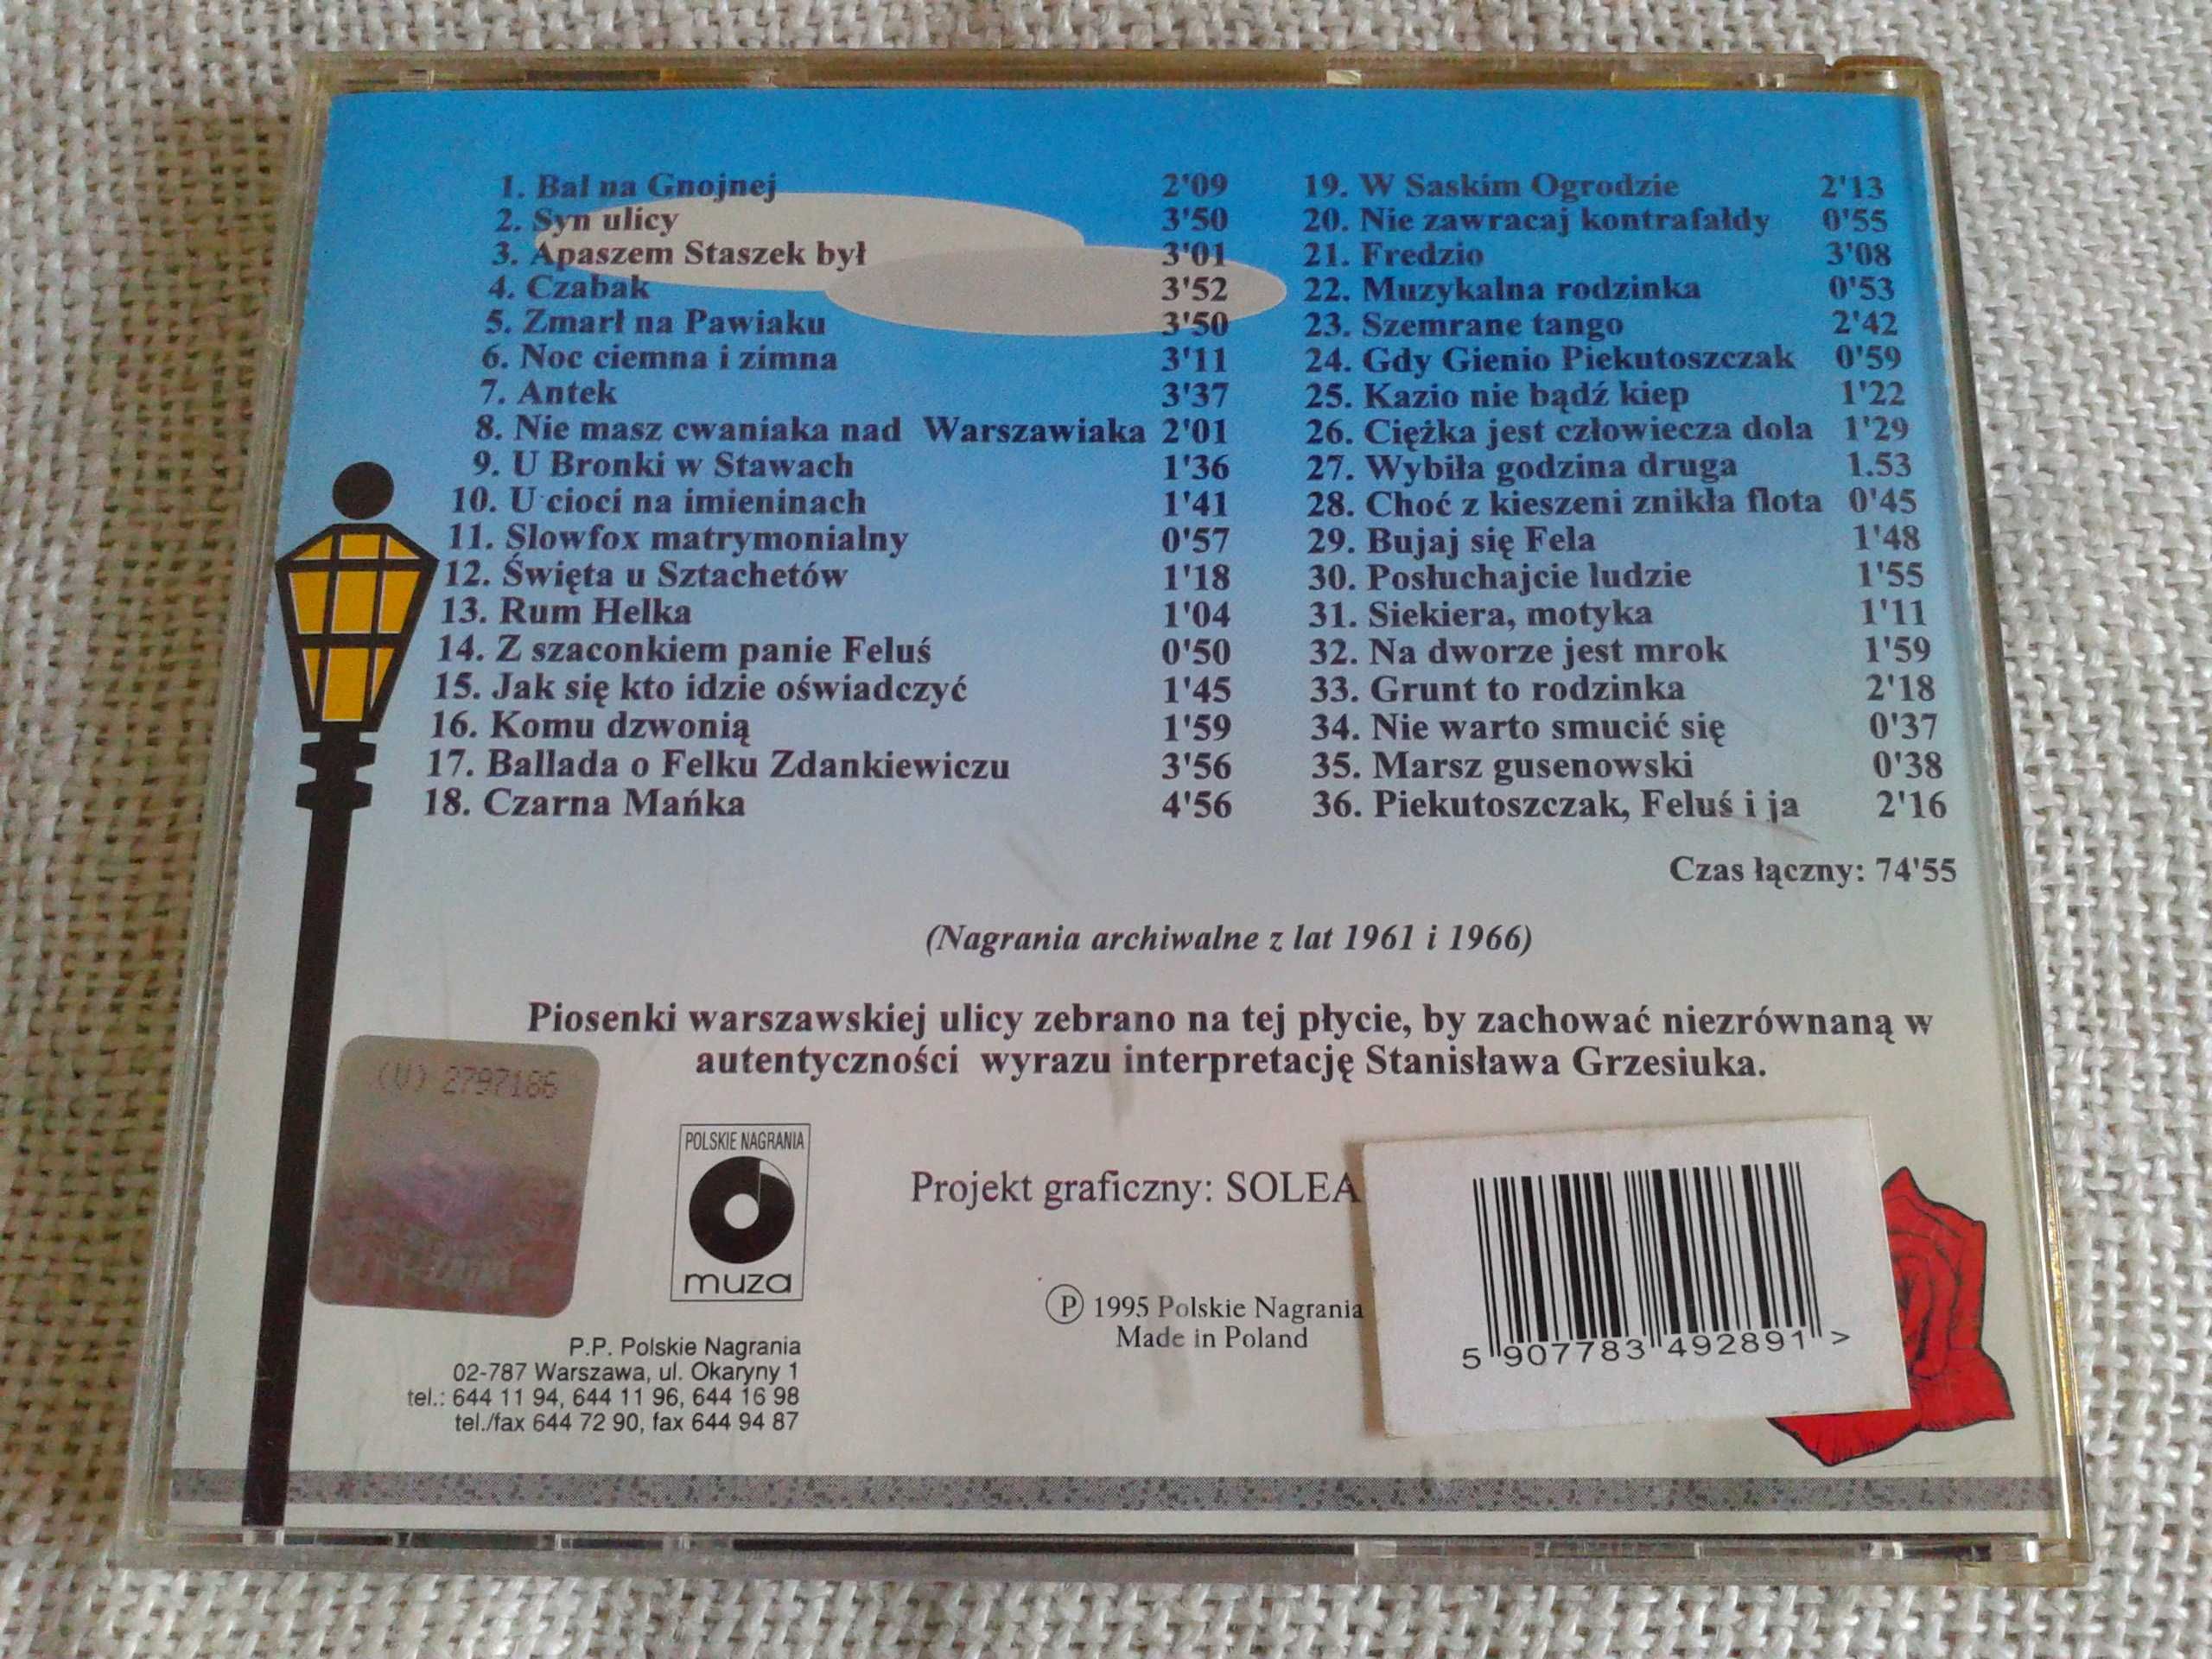 1. Bal na Gnojnej 2'09
2. Syn ulicy 3'50
3. Apaszem Staszek był 3'01
4. Czabak 3'52
5. Zmarł na Pawiaku 3'50
6. Noc ciemna i zimna 3'11
7. Antek 3'37
8. Nie masz cwaniaka nad Warszawiaka 2'01
9. U Bronki w Stawach 1'36
10. U cioci na imieninach 1'41
11. Slowfox matrymonialny 0'57
12. Święta u Sztachetów 1'18
13. Rum Helka 1'04
14. Z szaconkiem panie Feluś 0'50
15. Jak się kto idzie oświadczyć 1'45
16. Komu dzwonią 1'59
17. Ballada o Felku Zdankiewiczu 3'56
18. Czarna Mańka 4'56
19. W Saskim Ogrodzie 2'13
20. Nie zawracaj kontrafałdy 0'55
21. Fredzio 3'08
22. Muzykalna rodzinka 0'53
23. Szemrane tango 2'42
24. Gdy Gienio Piekutoszczak 0'59
25. Kazio nie bądź kiep 1'22
26. Ciężka jest człowiecza dola 1'29
27. Wybiła godzina druga 1.53
28. Choć z kieszeni znikła flota 0'45
29. Bujaj się Fela 1'48
30. Posłuchajcie ludzie 1'55
31. Siekiera, motyka 1'11
32. Na dworze jest mrok 1'59
33. Grunt to rodzinka 2'18
34. Nie warto smucić się 0'37
35. Marsz gusenowski 0'38
36. Piekutoszczak, Feluś i ja 2'16
Czas łączny: 74'55
(Nagrania archiwalne z lat 1961 i 1966)
Piosenki warszawskiej ulicy zebrano na tej płycie, by zachować niezrównaną w
autentyczności wyrazu interpretację Stanisława Grzesiuka.
(U) 2797186
POLSKIE NAGRANIA
muza
Projekt graficzny: SOLEA
Ⓟ 1995 Polskie Nagrania
Made in Poland
P.P. Polskie Nagrania
02-787 Warszawa, ul. Okaryny 1
tel.: 644 11 94, 644 11 96, 644 16 98
tel./fax 644 72 90, fax 644 94 87
5 907783 492891 >